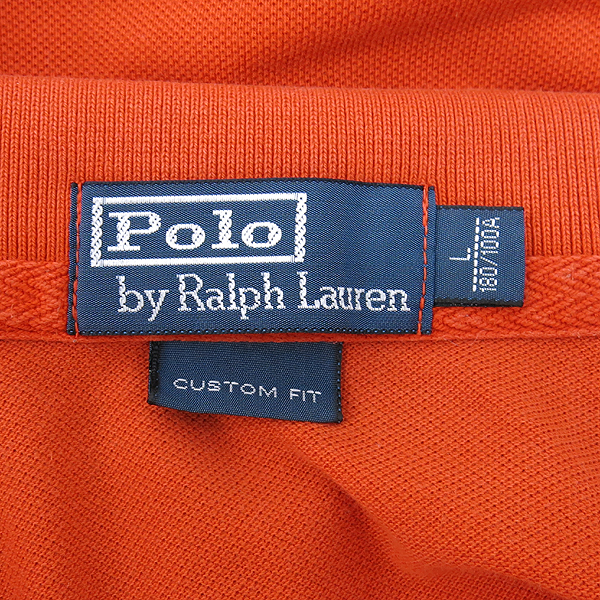 Polo
by Ralph Lauren
L
180/100A
CUSTOM FIT